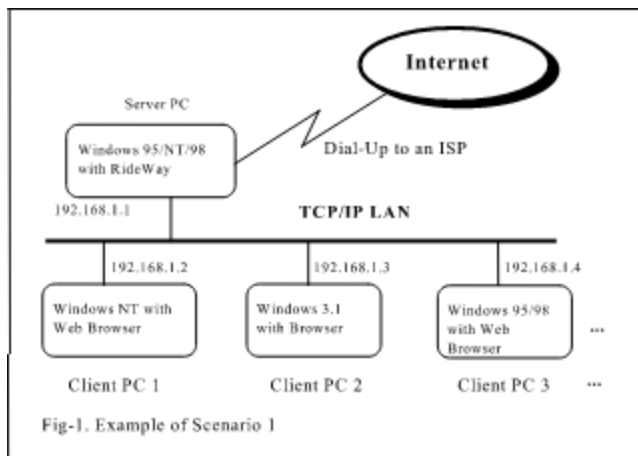 Internet
Server PC
Windows 95/NT/98
with RideWay
Dial-Up to an ISP
192.168.1.1
TCP/IP LAN
192.168.1.2
192.168.1.3
192.168.1.4
Windows NT with
Web Browser
Windows 3.1
with Browser
Windows 95/98
with Web
Browser
...
Client PC 1
Client PC 2
Client PC 3
...
Fig-1. Example of Scenario 1